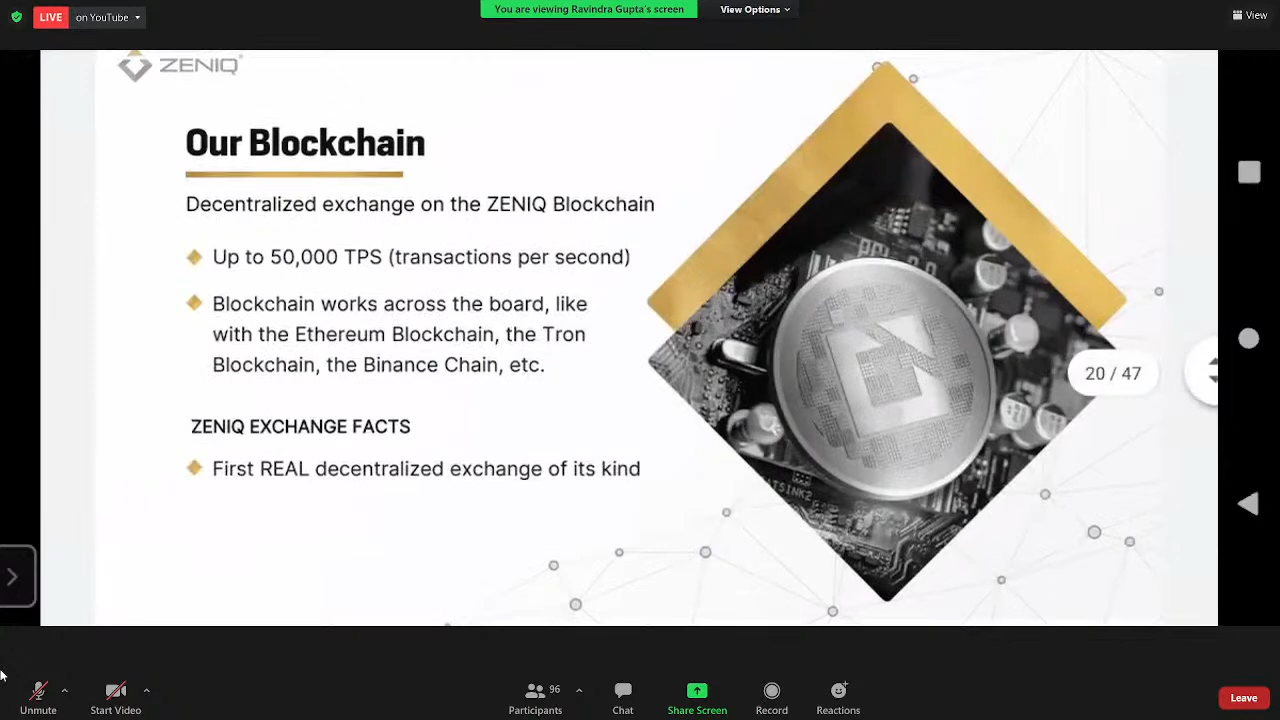 LIVE on YouTube
You are viewing Ravindra Gupta's screen
View Options
View
ZENIQ
Our Blockchain
Decentralized exchange on the ZENIQ Blockchain
Up to 50,000 TPS (transactions per second)
Blockchain works across the board, like
with the Ethereum Blockchain, the Tron
Blockchain, the Binance Chain, etc.
20 / 47
ZENIQ EXCHANGE FACTS
First REAL decentralized exchange of its kind
Unmute
Start Video
96
Participants
Chat
Share Screen
Record
Reactions
Leave